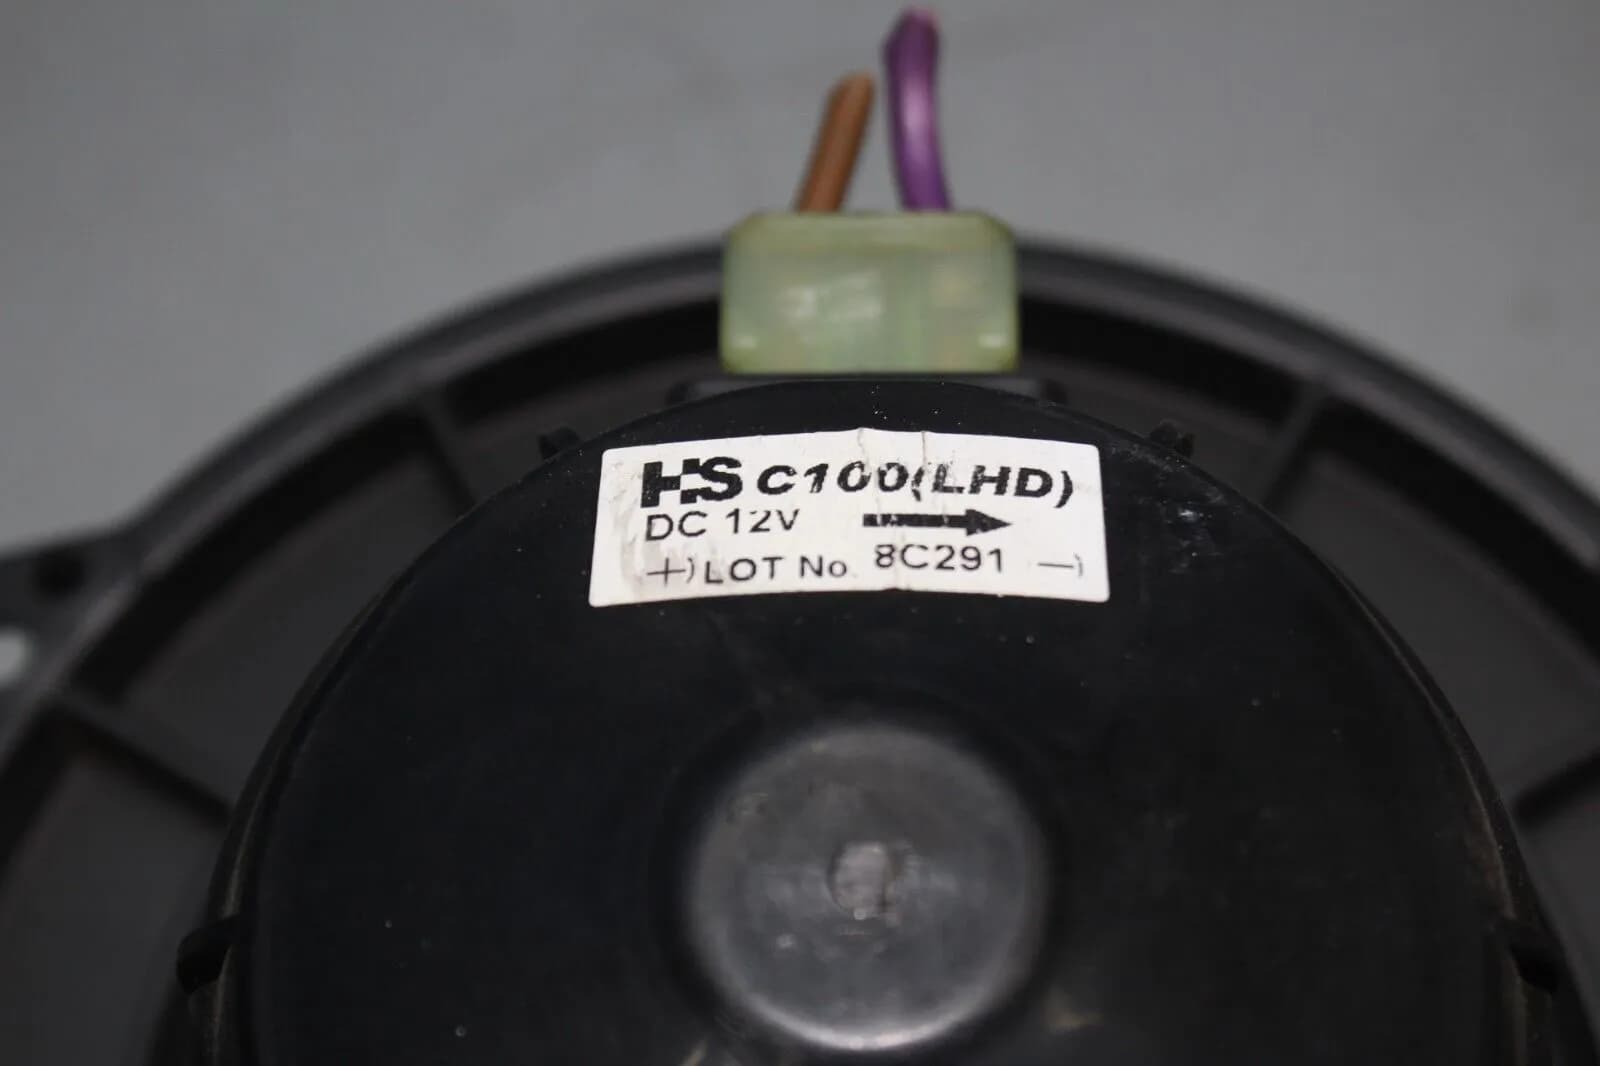 HS C100(LHD)
DC 12V
+) LOT No. 8C291 —)